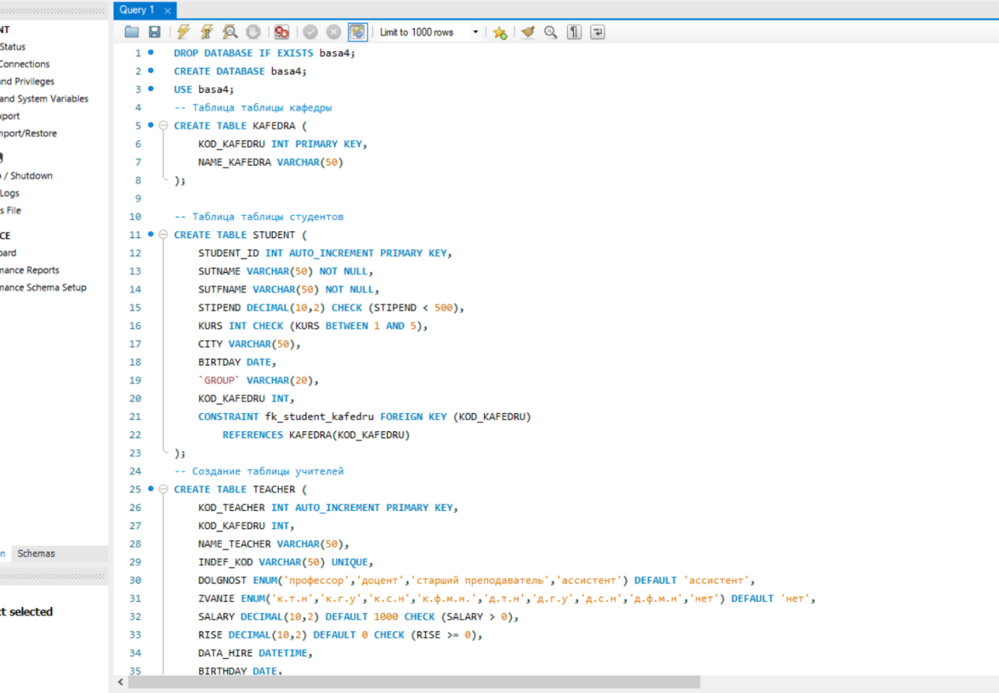 Query 1
NT
Status
Connections
and Privileges
and System Variables
xport
mport/Restore
/ Shutdown
Logs
s File
CE
oard
mance Reports
mance Schema Setup
n Schemas
ct selected
Limit to 1000 rows
1 DROP DATABASE IF EXISTS basa4;
2 CREATE DATABASE basa4;
3 USE basa4;
4 -- Таблица таблицы кафедры
5 CREATE TABLE KAFEDRA (
6 KOD_KAFEDRU INT PRIMARY KEY,
7 NAME_KAFEDRA VARCHAR(50)
8 );
9
10 -- Таблица таблицы студентов
11 CREATE TABLE STUDENT (
12 STUDENT_ID INT AUTO_INCREMENT PRIMARY KEY,
13 SUTNAME VARCHAR(50) NOT NULL,
14 SUTFNAME VARCHAR(50) NOT NULL,
15 STIPEND DECIMAL(10,2) CHECK (STIPEND < 500),
16 KURS INT CHECK (KURS BETWEEN 1 AND 5),
17 CITY VARCHAR(50),
18 BIRTDAY DATE,
19 `GROUP` VARCHAR(20),
20 KOD_KAFEDRU INT,
21 CONSTRAINT fk_student_kafedru FOREIGN KEY (KOD_KAFEDRU)
22 REFERENCES KAFEDRA(KOD_KAFEDRU)
23 );
24 -- Создание таблицы учителей
25 CREATE TABLE TEACHER (
26 KOD_TEACHER INT AUTO_INCREMENT PRIMARY KEY,
27 KOD_KAFEDRU INT,
28 NAME_TEACHER VARCHAR(50),
29 INDEF_KOD VARCHAR(50) UNIQUE,
30 DOLGNOST ENUM('профессор','доцент','старший преподаватель','ассистент') DEFAULT 'ассистент',
31 ZVANIE ENUM('к.т.н','к.г.у','к.с.н','к.ф.м.н.','д.т.н','д.г.у','д.с.н','д.ф.м.н','нет') DEFAULT 'нет',
32 SALARY DECIMAL(10,2) DEFAULT 1000 CHECK (SALARY > 0),
33 RISE DECIMAL(10,2) DEFAULT 0 CHECK (RISE >= 0),
34 DATA_HIRE DATETIME,
35 BIRTHDAY DATE,